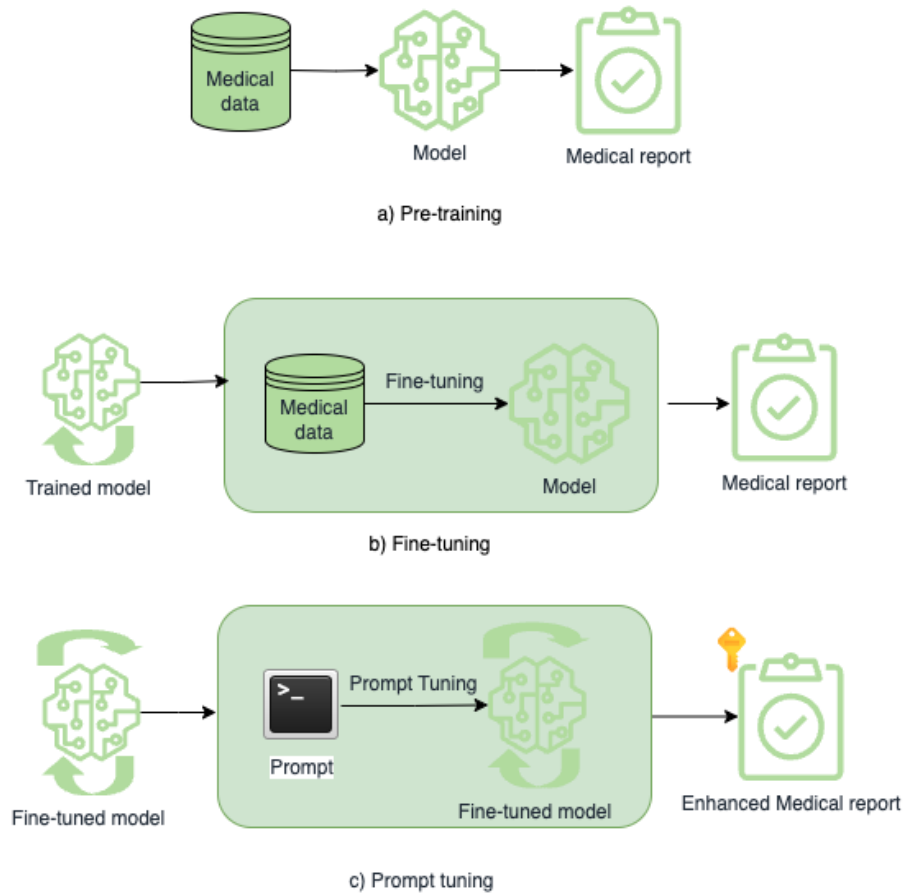 Medical
data
Model
Medical report
a) Pre-training
Fine-tuning
Medical
data
Trained model
Model
Medical report
b) Fine-tuning
>_
Prompt Tuning
Prompt
Fine-tuned model
Fine-tuned model
Enhanced Medical report
c) Prompt tuning